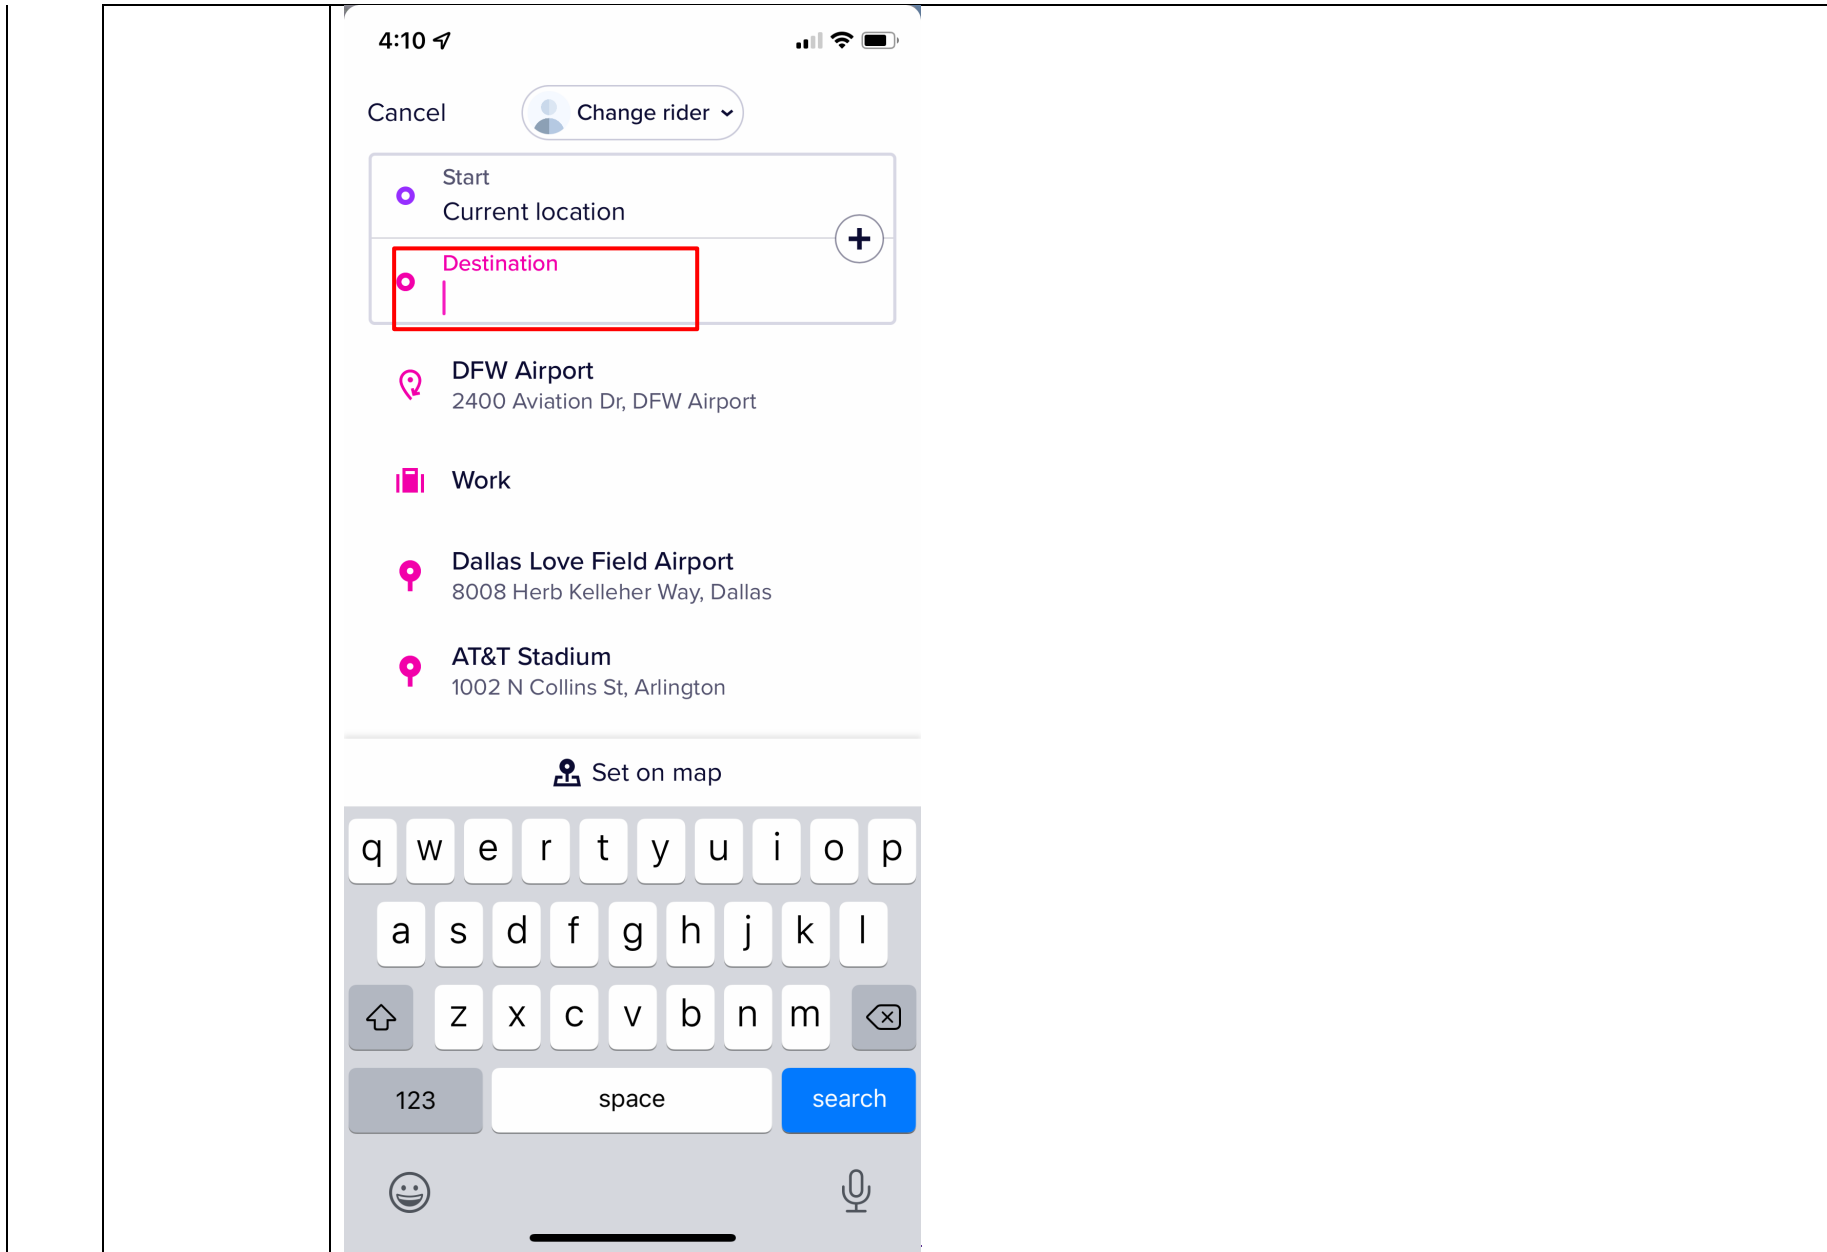 4:10
Cancel
Change rider
Start
Current location
Destination
DFW Airport
2400 Aviation Dr, DFW Airport
Work
Dallas Love Field Airport
8008 Herb Kelleher Way, Dallas
AT&T Stadium
1002 N Collins St, Arlington
Set on map
q w e r t y u i o p
a s d f g h j k l
z x c v b n m
123 space search